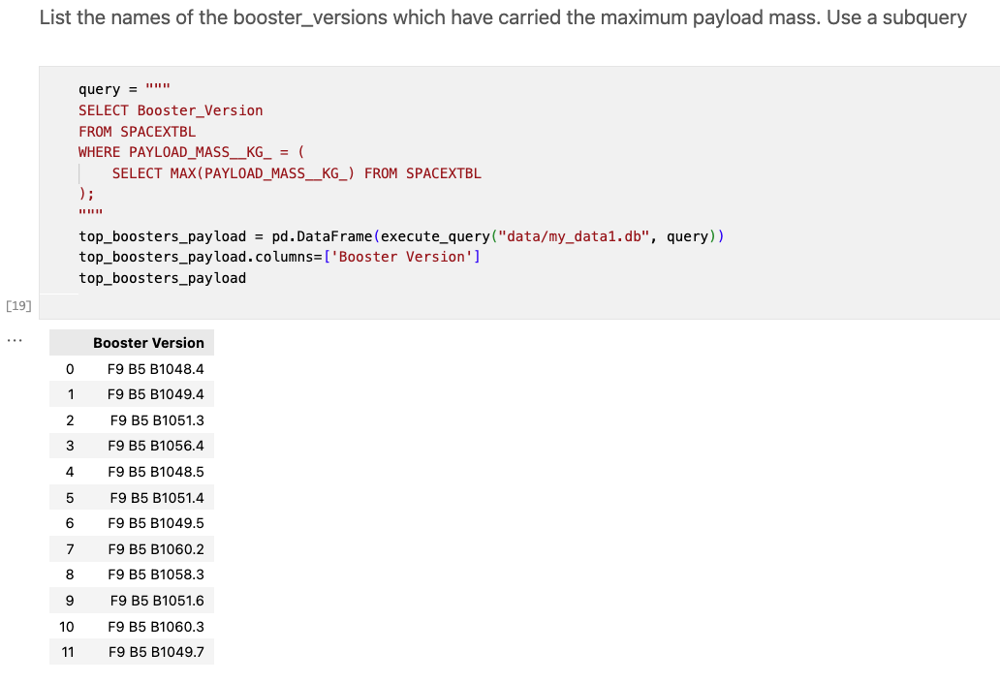 List the names of the booster_versions which have carried the maximum payload mass. Use a subquery
query = """
SELECT Booster_Version
FROM SPACEXTBL
WHERE PAYLOAD_MASS__KG_ = (
SELECT MAX(PAYLOAD_MASS__KG_) FROM SPACEXTBL
);
"""
top_boosters_payload = pd.DataFrame(execute_query("data/my_data1.db", query))
top_boosters_payload.columns=['Booster Version']
top_boosters_payload
[19]
...
Booster Version
0 F9 B5 B1048.4
1 F9 B5 B1049.4
2 F9 B5 B1051.3
3 F9 B5 B1056.4
4 F9 B5 B1048.5
5 F9 B5 B1051.4
6 F9 B5 B1049.5
7 F9 B5 B1060.2
8 F9 B5 B1058.3
9 F9 B5 B1051.6
10 F9 B5 B1060.3
11 F9 B5 B1049.7